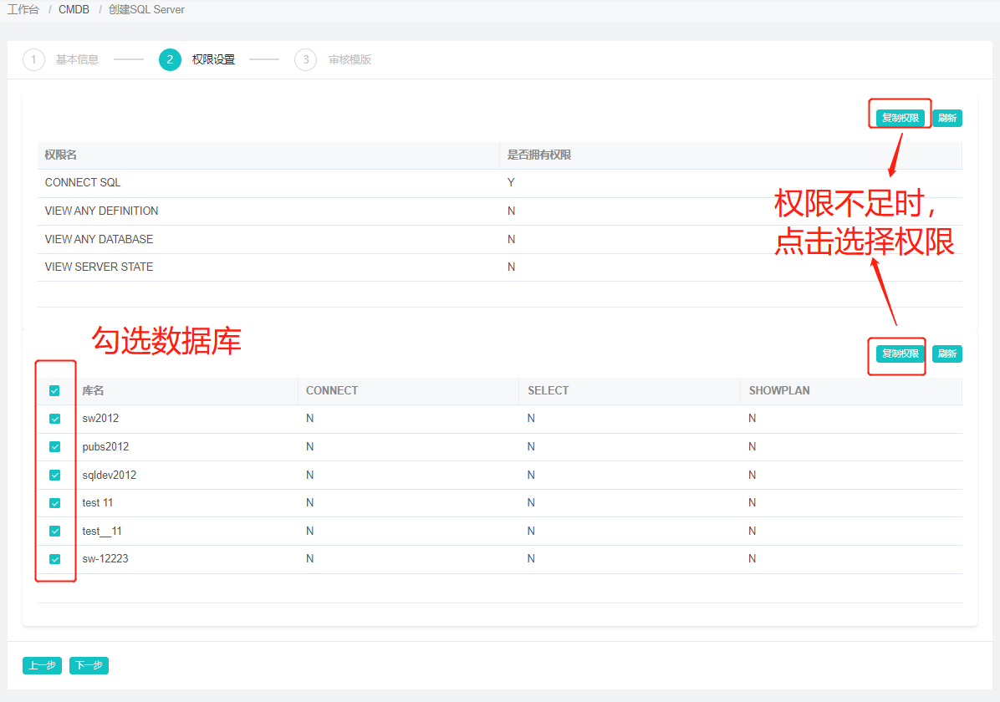 工作台 / CMDB / 创建SQL Server
1 基本信息 2 权限设置 3 审核模版
复制权限 刷新
权限名 是否拥有权限
CONNECT SQL Y
VIEW ANY DEFINITION N
VIEW ANY DATABASE N
VIEW SERVER STATE N
权限不足时，
点击选择权限
勾选数据库
复制权限 刷新
库名 CONNECT SELECT SHOWPLAN
sw2012 N N N
pubs2012 N N N
sqldev2012 N N N
test 11 N N N
test__11 N N N
sw-12223 N N N
上一步 下一步